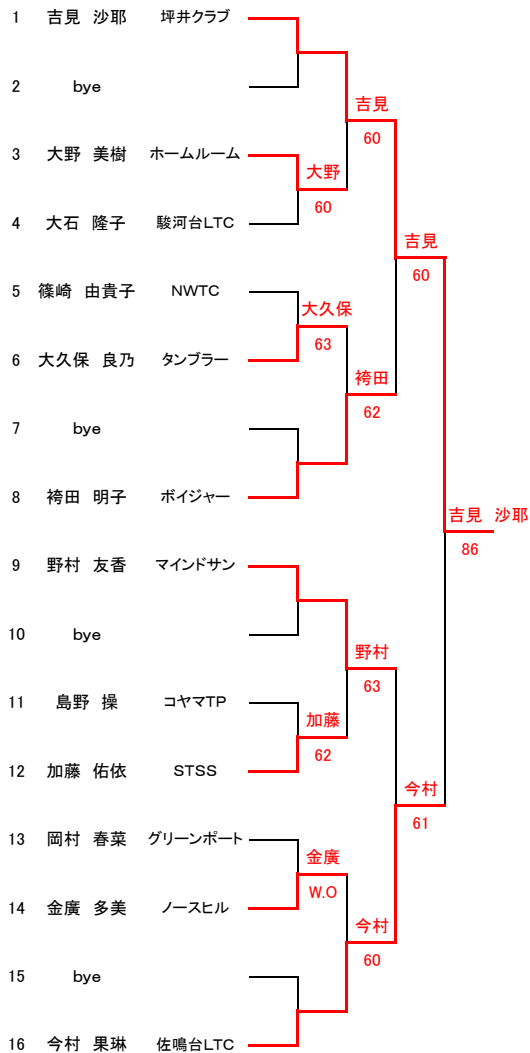 1 吉見 沙耶 坪井クラブ
2 bye
吉見
60
3 大野 美樹 ホームルーム
大野
60
4 大石 隆子 駿河台LTC
吉見
60
5 篠崎 由貴子 NWTC
大久保
63
6 大久保 良乃 タンブラー
袴田
62
7 bye
8 袴田 明子 ボイジャー
吉見 沙耶
86
9 野村 友香 マインドサン
10 bye
野村
63
11 島野 操 コヤマTP
加藤
62
12 加藤 佑依 STSS
今村
61
13 岡村 春菜 グリーンポート
金廣
W.O
14 金廣 多美 ノースヒル
今村
60
15 bye
16 今村 果琳 佐鳴台LTC